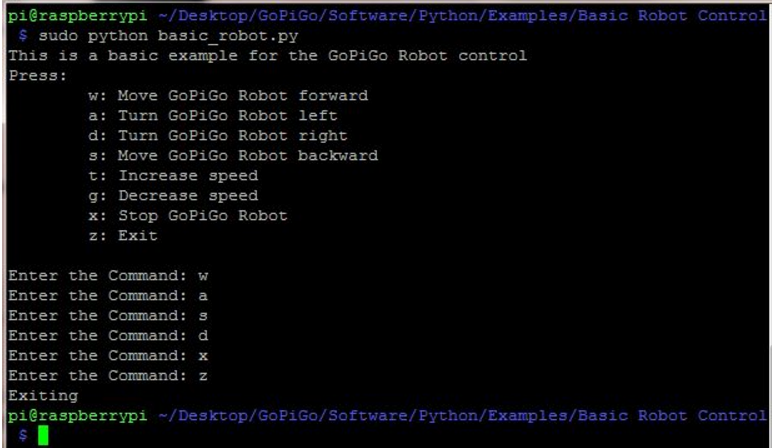 pi@raspberrypi ~/Desktop/GoPiGo/Software/Python/Examples/Basic Robot Control
$ sudo python basic_robot.py
This is a basic example for the GoPiGo Robot control
Press:
w: Move GoPiGo Robot forward
a: Turn GoPiGo Robot left
d: Turn GoPiGo Robot right
s: Move GoPiGo Robot backward
t: Increase speed
g: Decrease speed
x: Stop GoPiGo Robot
z: Exit
Enter the Command: w
Enter the Command: a
Enter the Command: s
Enter the Command: d
Enter the Command: x
Enter the Command: z
Exiting
pi@raspberrypi ~/Desktop/GoPiGo/Software/Python/Examples/Basic Robot Control
$